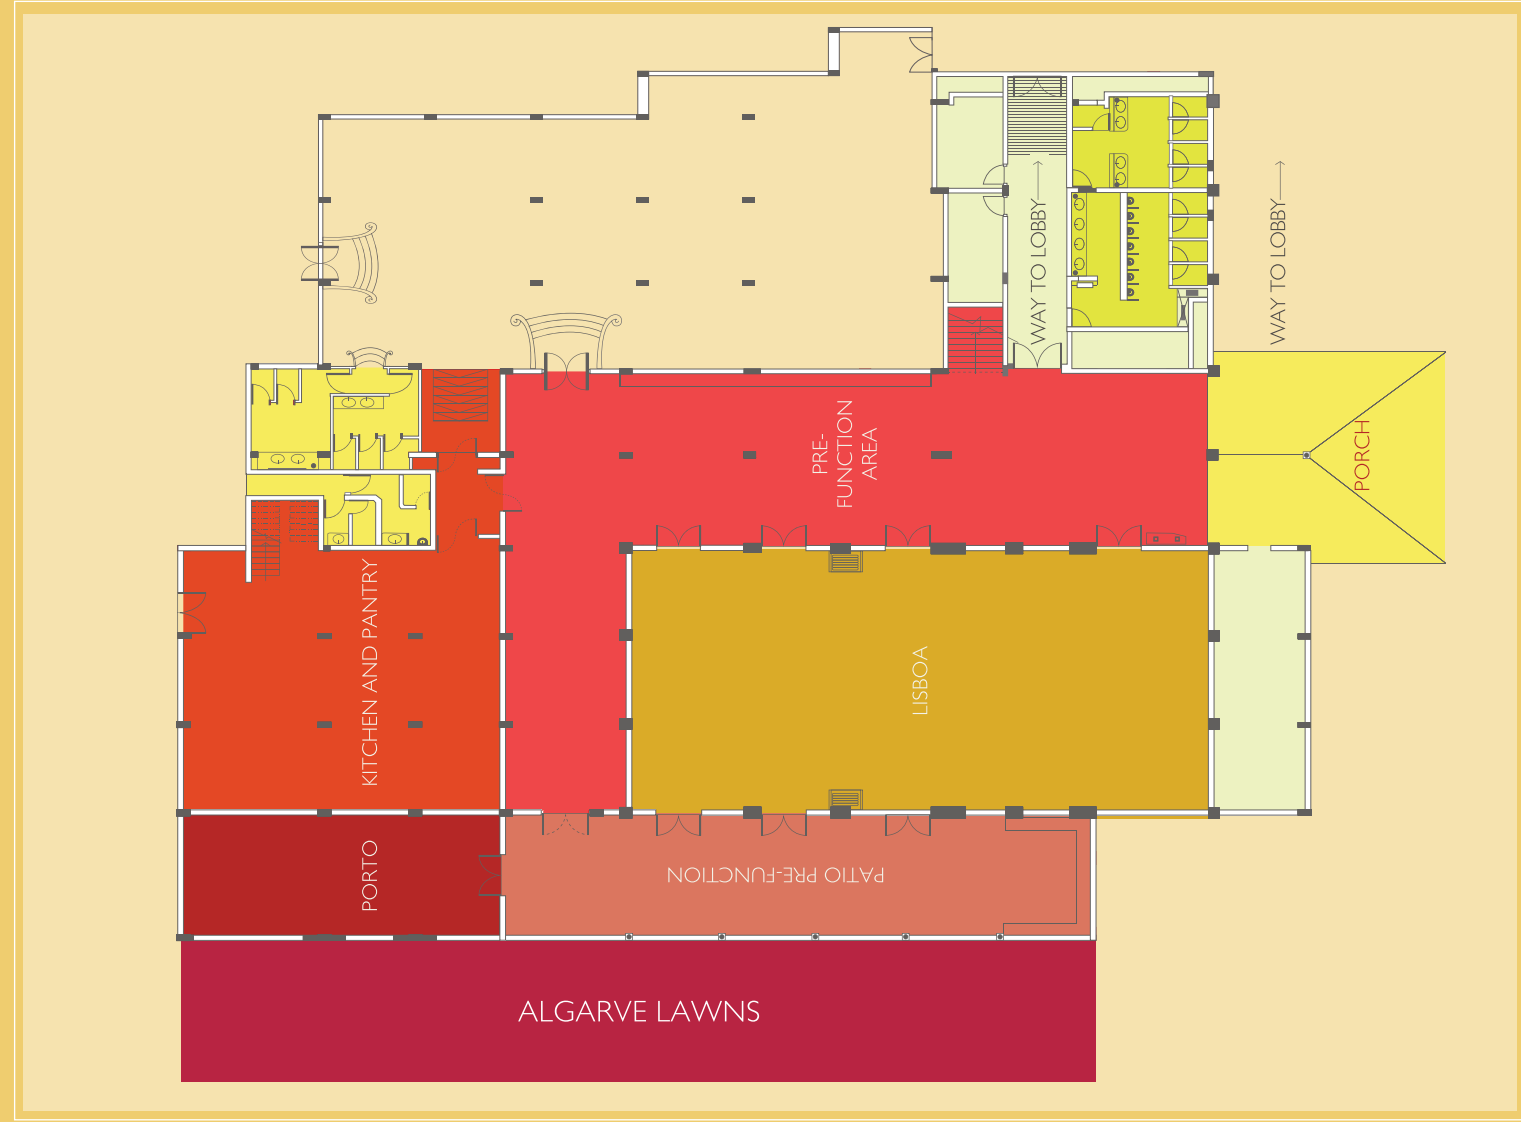 WAY TO LOBBY
WAY TO LOBBY
PRE-
FUNCTION
AREA
PORCH
KITCHEN AND PANTRY
LISBOA
PORTO
PATIO PRE-FUNCTION
ALGARVE LAWNS